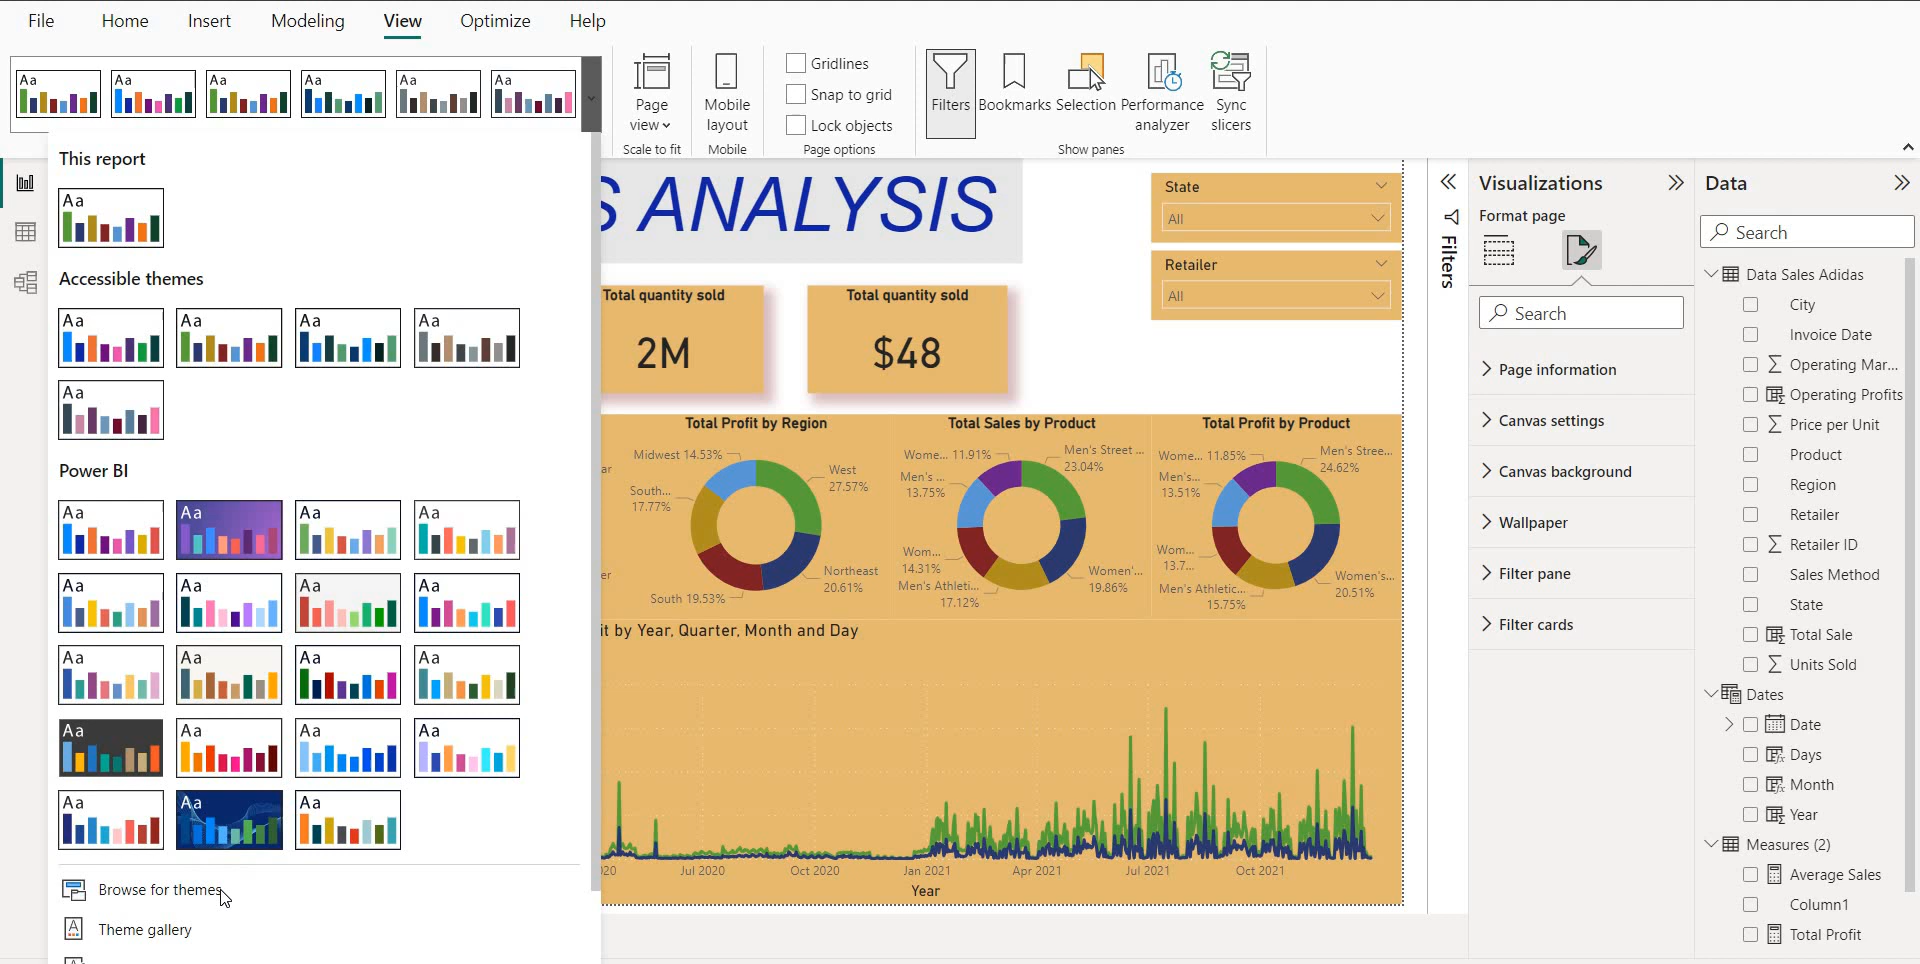 File Home Insert Modeling View Optimize Help
Aa Aa Aa Aa Aa Aa
Page view
Scale to fit
Mobile layout
Mobile
Gridlines
Snap to grid
Lock objects
Page options
Filters Bookmarks Selection Performance analyzer Sync slicers
Show panes
This report
Aa
Accessible themes
Aa Aa Aa Aa
Aa
Power BI
Aa Aa Aa Aa
Aa Aa Aa Aa
Aa Aa Aa Aa
Aa Aa Aa Aa
Aa Aa Aa
Browse for themes
Theme gallery
S ANALYSIS
State
All
Retailer
All
Total quantity sold
2M
Total quantity sold
$48
ar
er
Total Profit by Region
Midwest 14.53%
West
27.57%
South...
17.77%
Northeast
20.61%
South 19.53%
Total Sales by Product
Wome... 11.91%
Men's Street ...
23.04%
Men's ...
13.75%
Wom...
14.31%
Women'...
19.86%
Men's Athleti...
17.12%
Total Profit by Product
Wome... 11.85%
Men's Stree...
24.62%
Men's...
13.51%
Wom...
13.7...
Women's...
20.51%
Men's Athletic...
15.75%
it by Year, Quarter, Month and Day
20 Jul 2020 Oct 2020 Jan 2021 Apr 2021 Jul 2021 Oct 2021
Year
Filters
Visualizations
Format page
Search
Page information
Canvas settings
Canvas background
Wallpaper
Filter pane
Filter cards
Data
Search
Data Sales Adidas
City
Invoice Date
Operating Mar...
Operating Profits
Price per Unit
Product
Region
Retailer
Retailer ID
Sales Method
State
Total Sale
Units Sold
Dates
Date
Days
Month
Year
Measures (2)
Average Sales
Column1
Total Profit